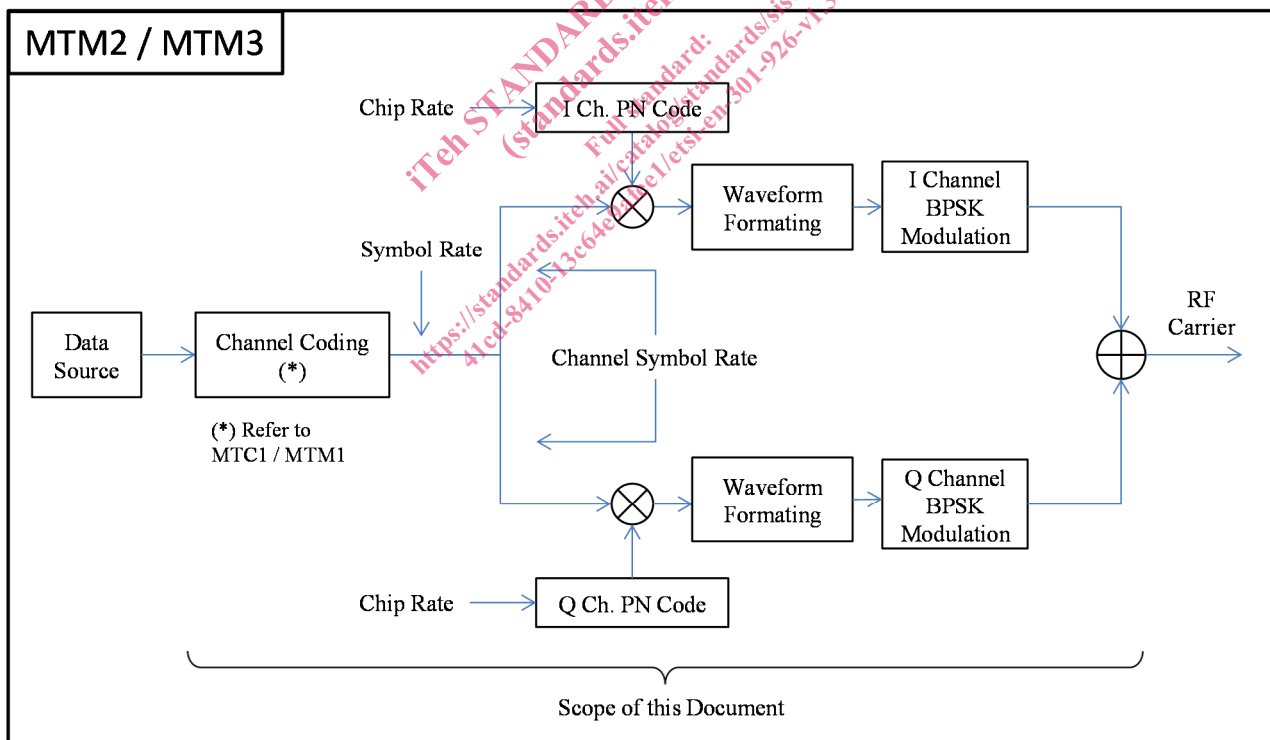 MTM2 / MTM3
iTeh STANDARD
(standards.iteh.
Full standard:
https://standards.iteh.ai/catalog/standards/sis
41cd-8410-13c64e9afee1/etsi-en-301-926-v1.3
Chip Rate
I Ch. PN Code
Waveform
Formating
I Channel
BPSK
Modulation
Symbol Rate
RF
Carrier
Data
Source
Channel Coding
(*)
Channel Symbol Rate
(*) Refer to
MTC1 / MTM1
Waveform
Formating
Q Channel
BPSK
Modulation
Chip Rate
Q Ch. PN Code
Scope of this Document